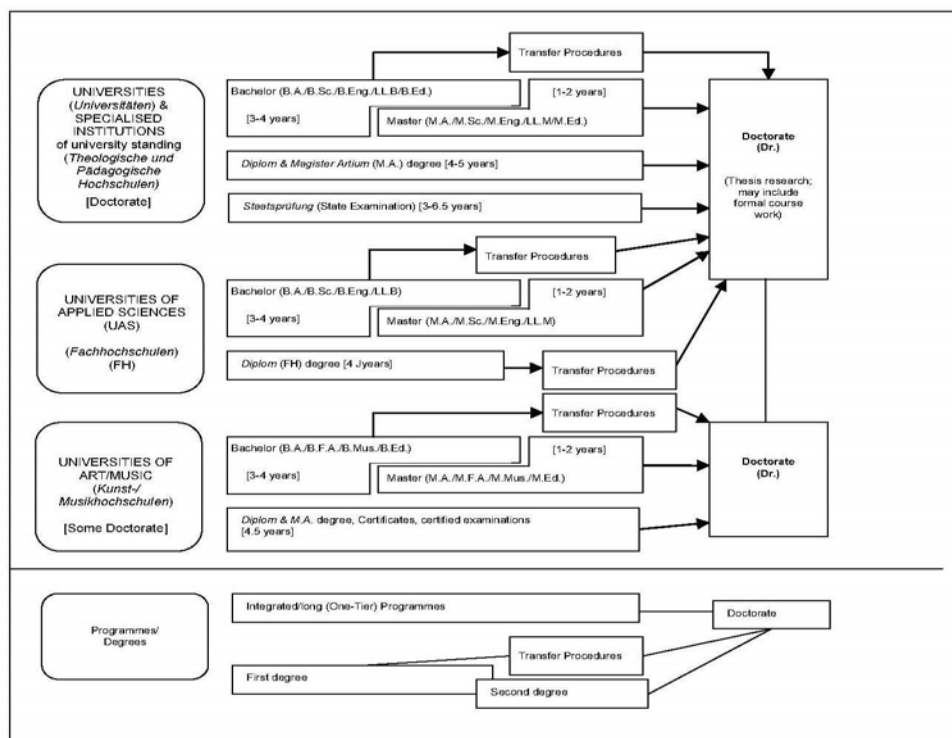 Transfer Procedures
UNIVERSITIES
(Universitäten) &
SPECIALISED
INSTITUTIONS
of university standing
(Theologische und
Pädagogische
Hochschulen)
[Doctorate]
Bachelor (B.A./B.Sc./B.Eng./LL.B/B.Ed.)
[3-4 years]
[1-2 years]
Master (M.A./M.Sc./M.Eng./LL.M/M.Ed.)
Diplom & Magister Artium (M.A.) degree [4-5 years]
Staatsprüfung (State Examination) [3-6.5 years]
Doctorate
(Dr.)
(Thesis research;
may include
formal course
work)
Transfer Procedures
UNIVERSITIES OF
APPLIED SCIENCES
(UAS)
(Fachhochschulen)
(FH)
Bachelor (B.A./B.Sc./B.Eng./LL.B)
[3-4 years]
[1-2 years]
Master (M.A./M.Sc./M.Eng./LL.M)
Diplom (FH) degree [4 Jyears]
Transfer Procedures
Transfer Procedures
UNIVERSITIES OF
ART/MUSIC
(Kunst-/
Musikhochschulen)
[Some Doctorate]
Bachelor (B.A./B.F.A./B.Mus./B.Ed.)
[3-4 years]
[1-2 years]
Master (M.A./M.F.A./M.Mus./M.Ed.)
Diplom & M.A. degree, Certificates, certified examinations
[4.5 years]
Doctorate
(Dr.)
Programmes/
Degrees
Integrated/long (One-Tier) Programmes
Doctorate
Transfer Procedures
First degree
Second degree